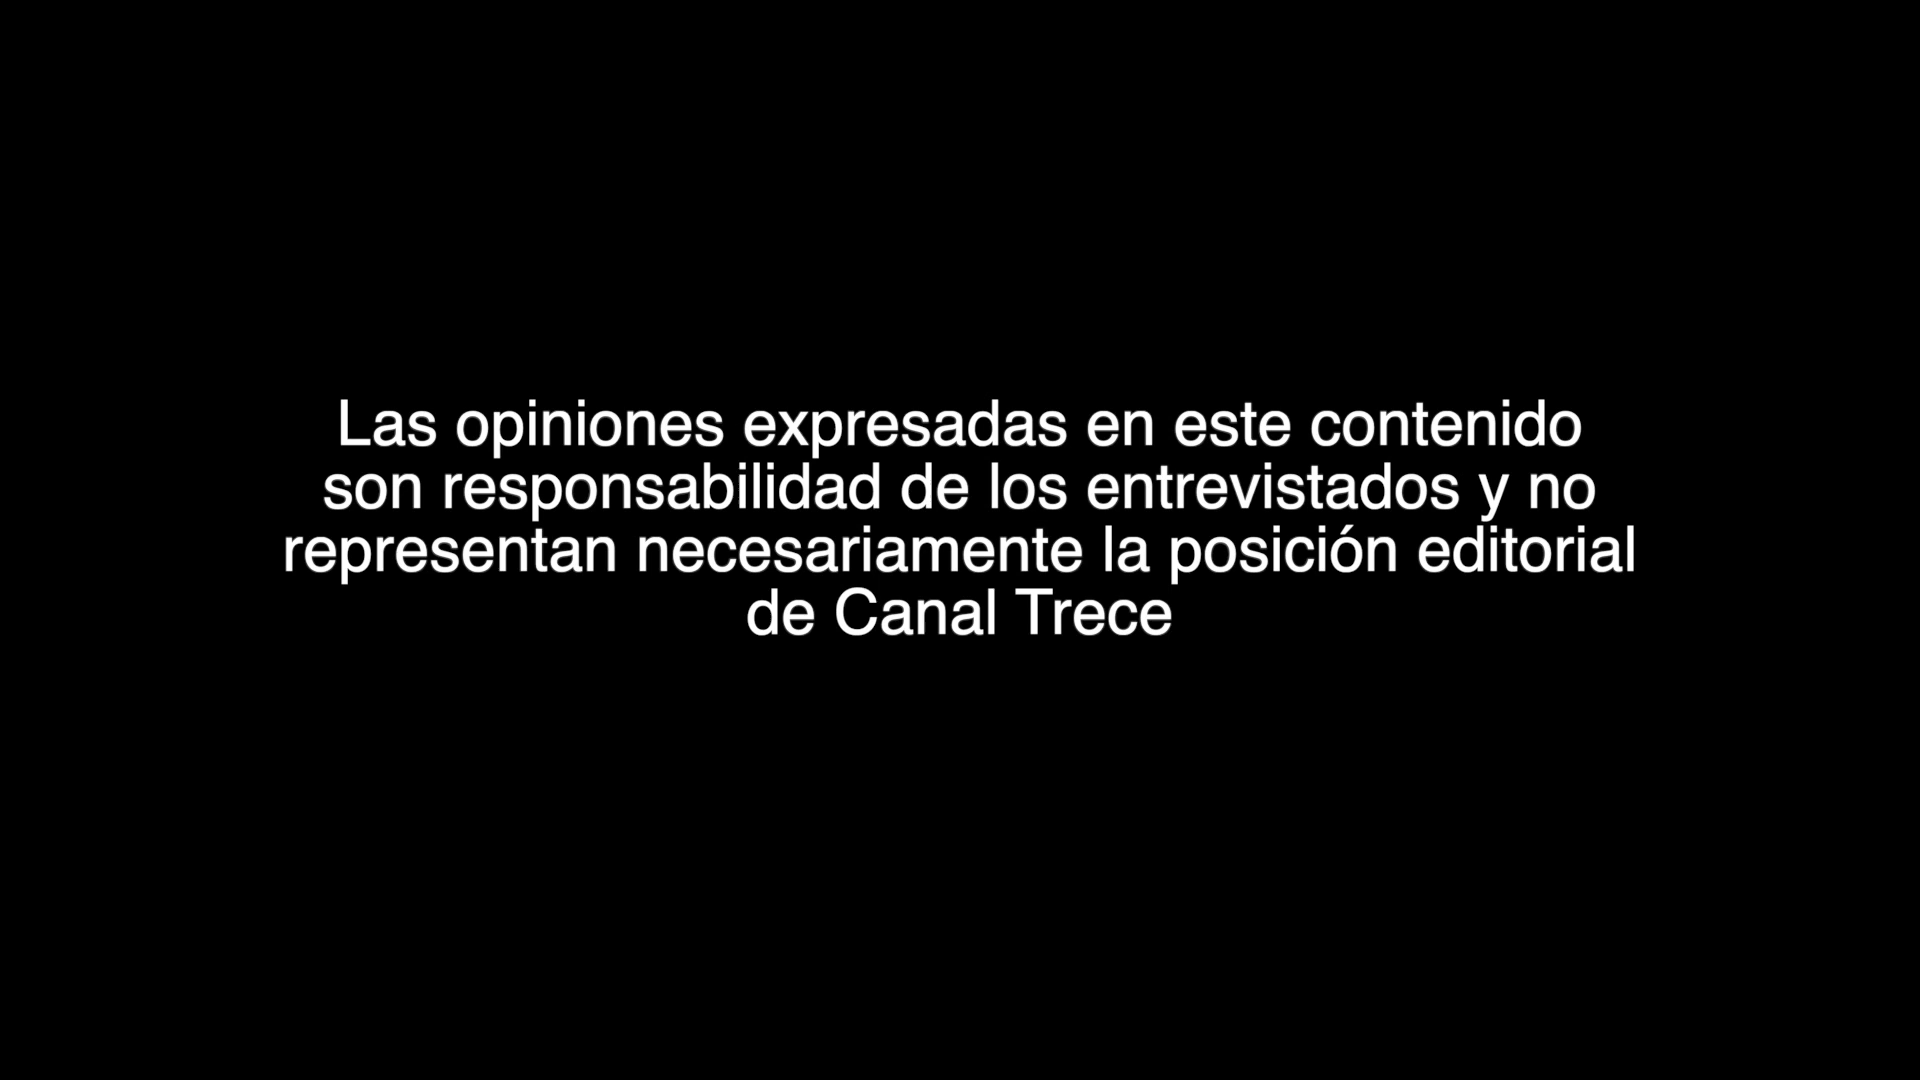 Las opiniones expresadas en este contenido
son responsabilidad de los entrevistados y no
representan necesariamente la posición editorial
de Canal Trece